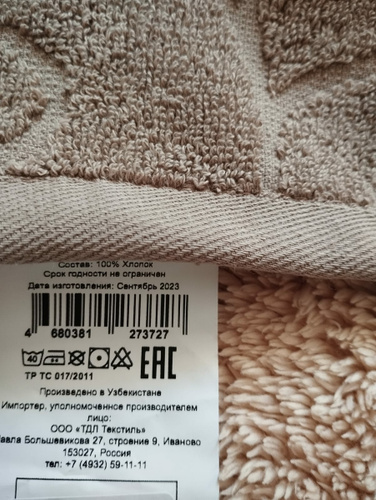 Состав: 100% Хлопок
Срок годности не ограничен
Дата изготовления: Сентябрь 2023
4 680381 273727
40
EAC
ТР ТС 017/2011
Произведено в Узбекистане
Импортер, уполномоченное производителем
лицо:
ООО «ТДЛ Текстиль»
Павла Большевикова 27, строение 9, Иваново
153027, Россия
тел: +7 (4932) 59-11-11